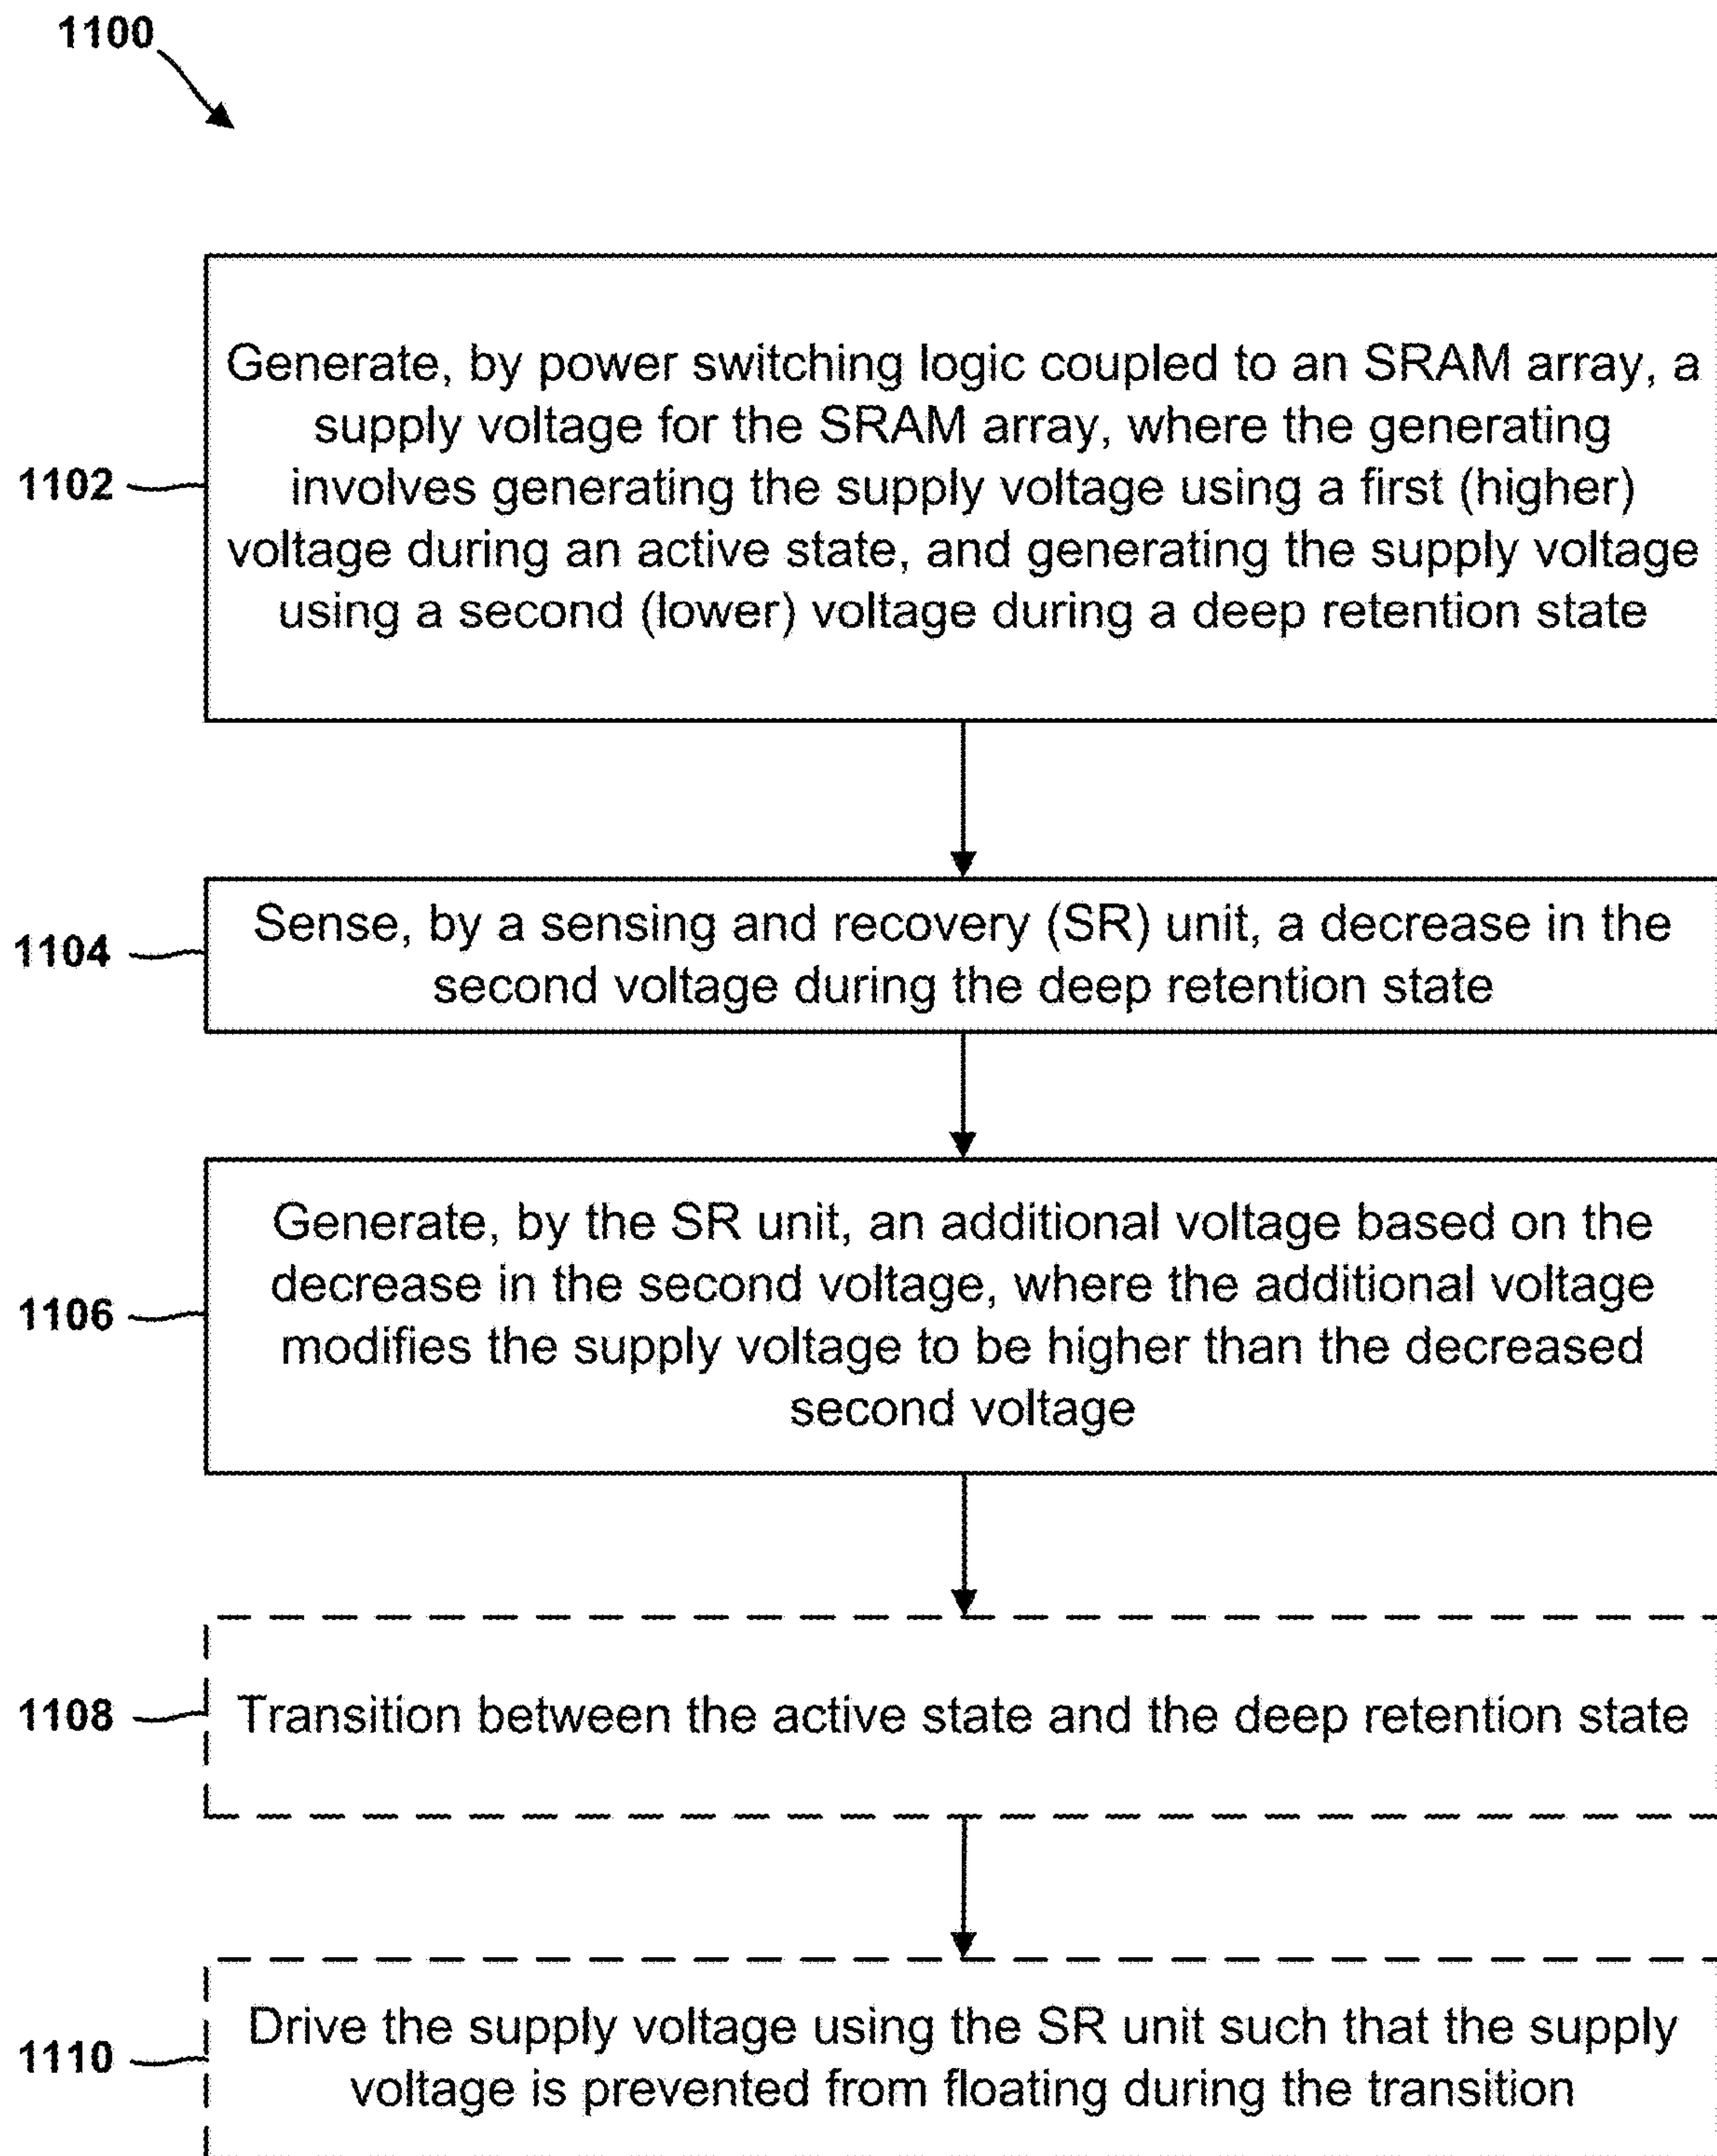 1100
Generate, by power switching logic coupled to an SRAM array, a
supply voltage for the SRAM array, where the generating
1102
involves generating the supply voltage using a first (higher)
voltage during an active state, and generating the supply voltage
using a second (lower) voltage during a deep retention state
1104
Sense, by a sensing and recovery (SR) unit, a decrease in the
second voltage during the deep retention state
1106
Generate, by the SR unit, an additional voltage based on the
decrease in the second voltage, where the additional voltage
modifies the supply voltage to be higher than the decreased
second voltage
1108
Transition between the active state and the deep retention state
1110
Drive the supply voltage using the SR unit such that the supply
voltage is prevented from floating during the transition